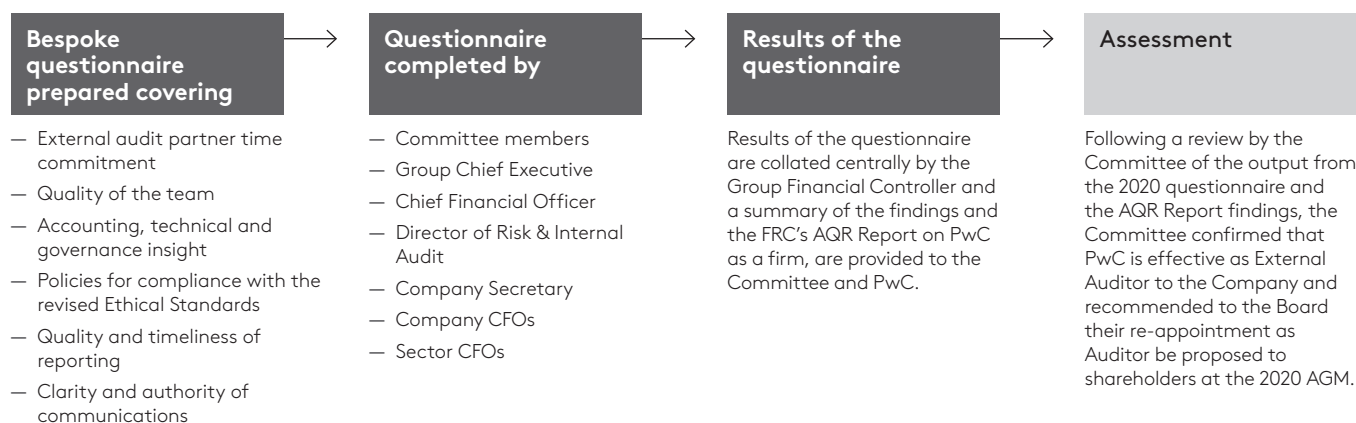 Bespoke
questionnaire
prepared covering
— External audit partner time
commitment
— Quality of the team
— Accounting, technical and
governance insight
— Policies for compliance with the
revised Ethical Standards
— Quality and timeliness of
reporting
— Clarity and authority of
communications
Questionnaire
completed by
— Committee members
— Group Chief Executive
— Chief Financial Officer
— Director of Risk & Internal
Audit
— Company Secretary
— Company CFOs
— Sector CFOs
Results of the
questionnaire
Results of the questionnaire
are collated centrally by the
Group Financial Controller and
a summary of the findings and
the FRC's AQR Report on PwC
as a firm, are provided to the
Committee and PwC.
Assessment
Following a review by the
Committee of the output from
the 2020 questionnaire and
the AQR Report findings, the
Committee confirmed that
PwC is effective as External
Auditor to the Company and
recommended to the Board
their re-appointment as
Auditor be proposed to
shareholders at the 2020 AGM.